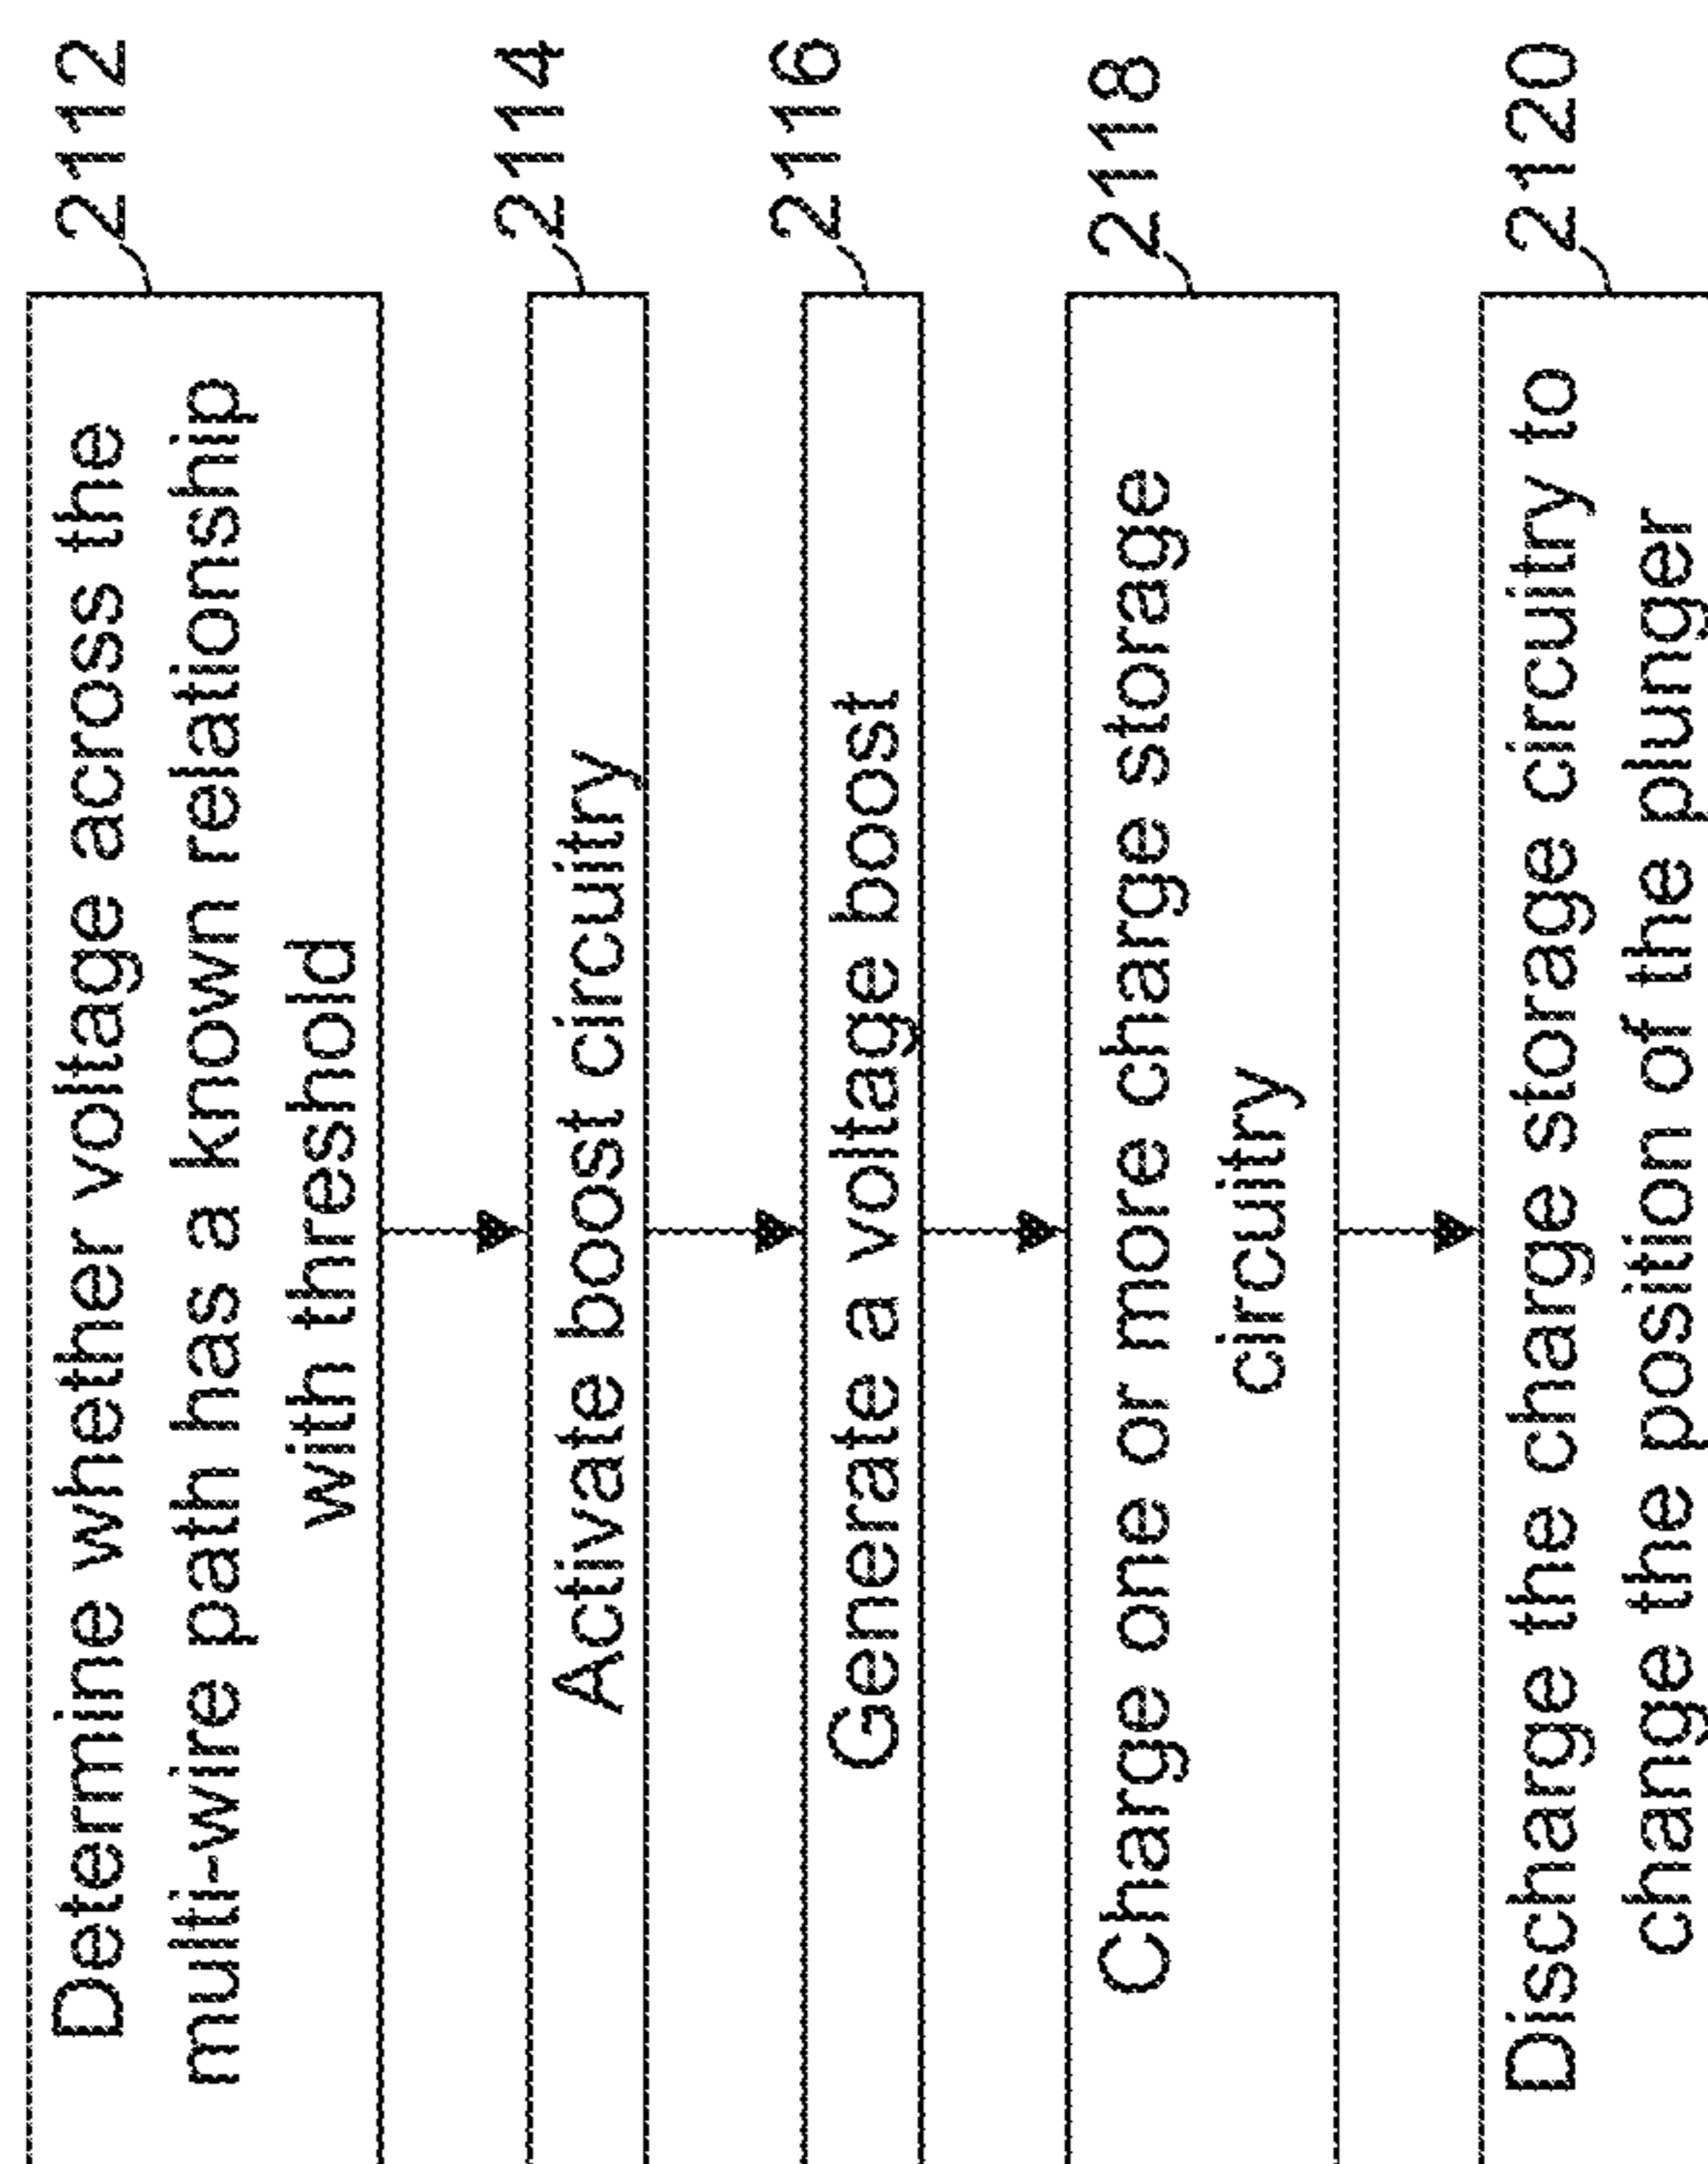 Determine whether voltage across the
multi-wire path has a known relationship
with threshold
2112
Activate boost circuitry
2114
Generate a voltage boost
2116
Charge one or more charge storage
circuitry
2118
Discharge the charge storage circuitry to
change the position of the plunger
2120